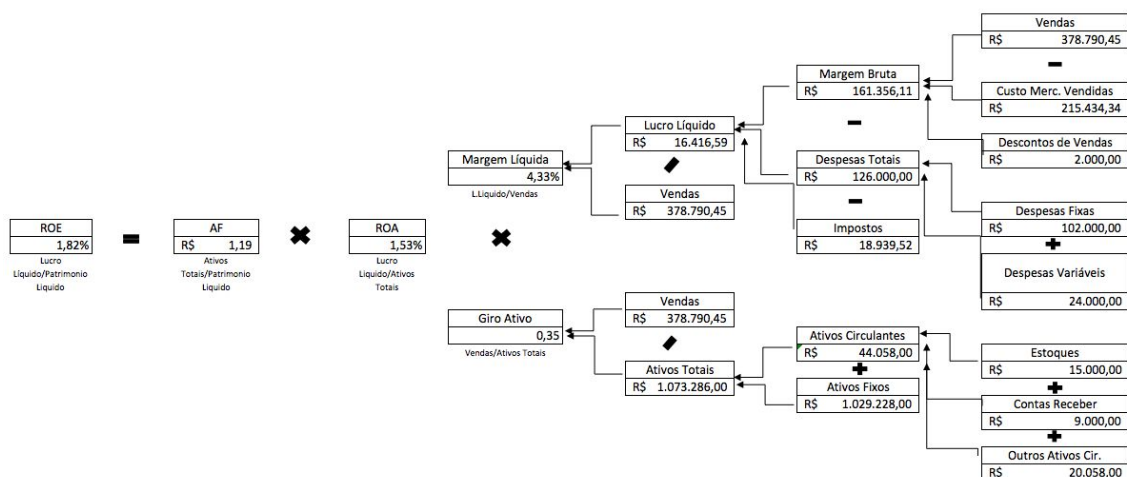 Vendas
R$ 378.790,45
Margem Bruta
R$ 161.356,11
Custo Merc. Vendidas
R$ 215.434,34
Lucro Líquido
R$ 16.416,59
Descontos de Vendas
R$ 2.000,00
Margem Líquida
4,33%
L.Liquido/Vendas
Despesas Totais
R$ 126.000,00
Vendas
R$ 378.790,45
Despesas Fixas
R$ 102.000,00
ROE
1,82%
Lucro
Líquido/Patrimonio
Liquido
AF
R$ 1,19
Ativos
Totais/Patrimonio
Liquido
ROA
1,53%
Lucro
Liquido/Ativos
Totais
Impostos
R$ 18.939,52
Despesas Variáveis
R$ 24.000,00
Vendas
R$ 378.790,45
Giro Ativo
0,35
Vendas/Ativos Totais
Ativos Circulantes
R$ 44.058,00
Estoques
R$ 15.000,00
Ativos Totais
R$ 1.073.286,00
Ativos Fixos
R$ 1.029.228,00
Contas Receber
R$ 9.000,00
Outros Ativos Cir.
R$ 20.058,00